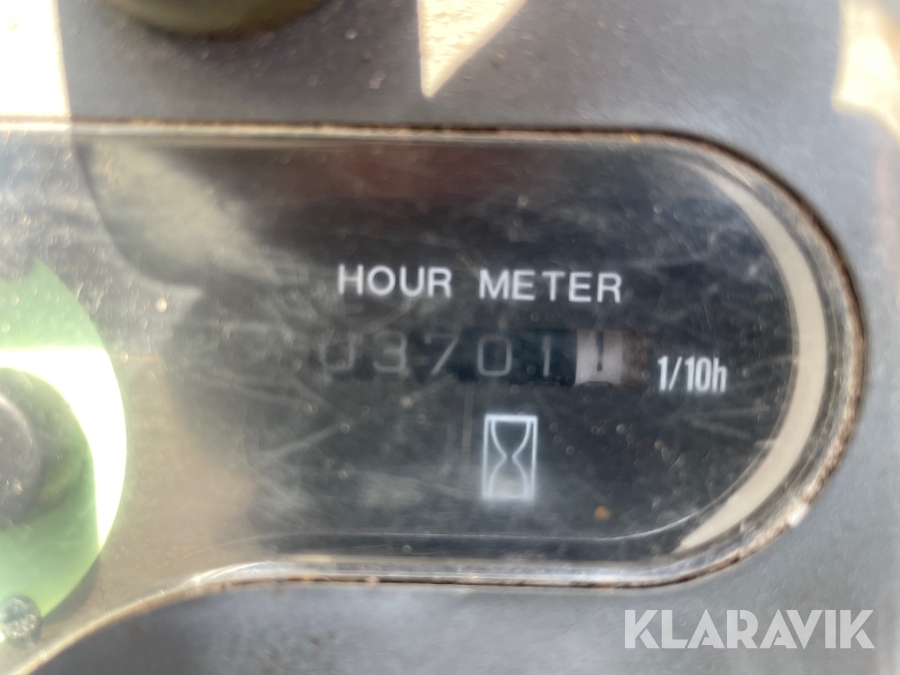 HOUR METER
03701 1/10h
KLARAVIK